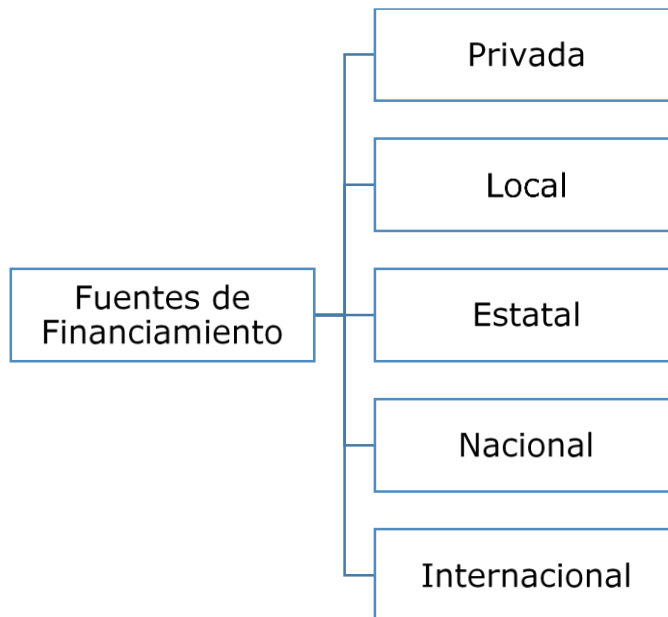 Fuentes de
Financiamiento
Privada
Local
Estatal
Nacional
Internacional